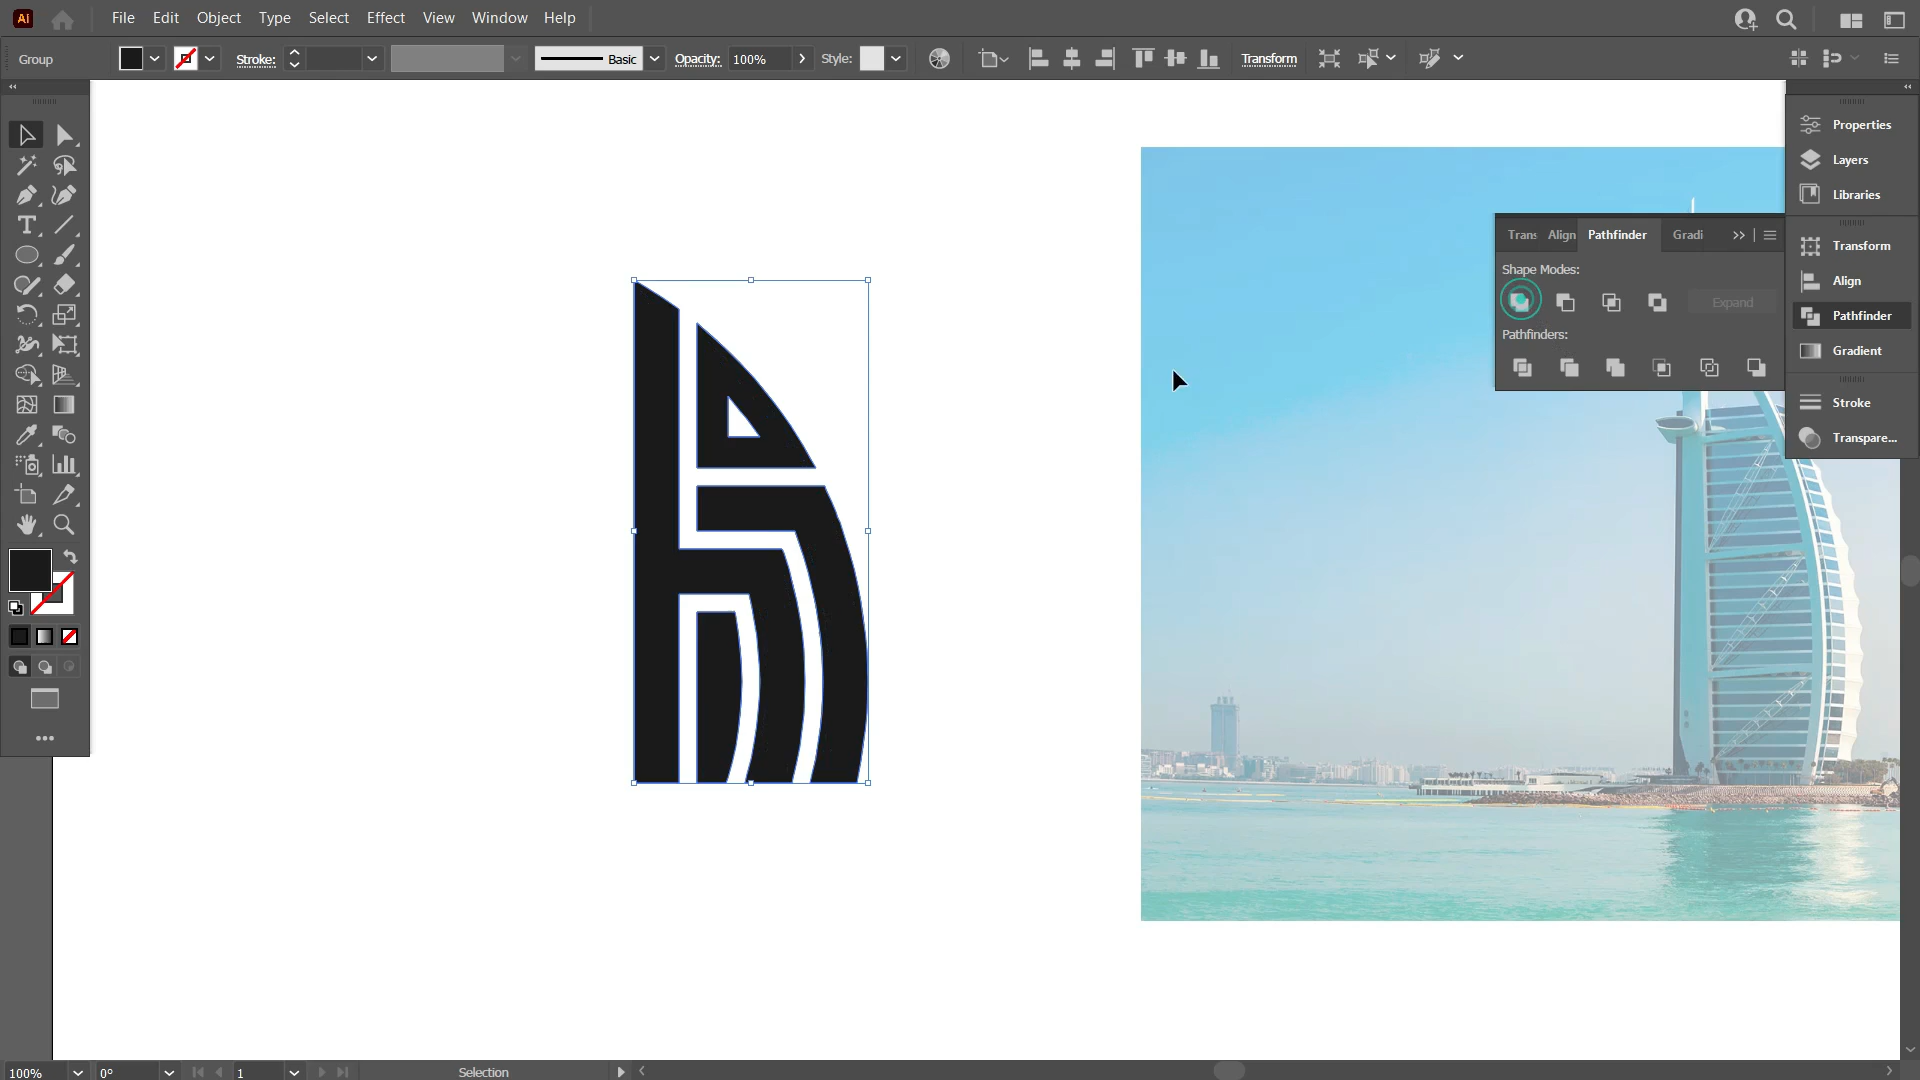 Ai File Edit Object Type Select Effect View Window Help
Group Stroke: Basic Opacity: 100% Style: Transform
Properties
Layers
Libraries
Trans Align Pathfinder Gradi
Shape Modes:
Expand
Pathfinders:
Transform
Align
Pathfinder
Gradient
Stroke
Transpare...
100% 0° 1 Selection